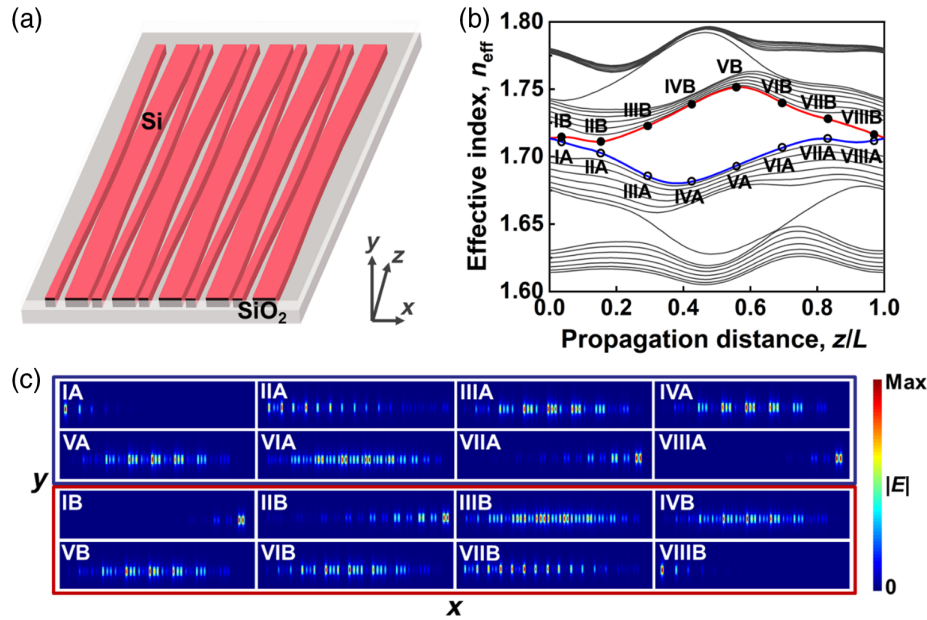 (a)
Si
SiO2
y
z
x
(b)
Effective index, neff
1.80
1.75
1.70
1.65
1.60
IB
IIB
IIIB
IVB
VB
VIB
VIIB
VIIIB
IA
IIA
IIIA
IVA
VA
VIA
VIIA
VIIIA
0.0 0.2 0.4 0.6 0.8 1.0
Propagation distance, z/L
(c)
IA IIA IIIA IVA
VA VIA VIIA VIIIA
IB IIB IIIB IVB
VB VIB VIIB VIIIB
y
x
Max
|E|
0